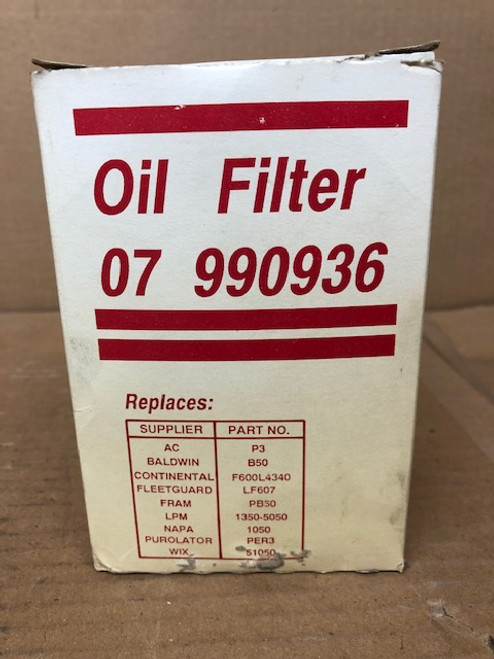 Oil Filter
07 990936
Replaces:
SUPPLIER PART NO.
AC P3
BALDWIN B50
CONTINENTAL F600L4340
FLEETGUARD LF607
FRAM PB50
LPM 1350-5050
NAPA 1050
PUROLATOR PER3
WIX 51050